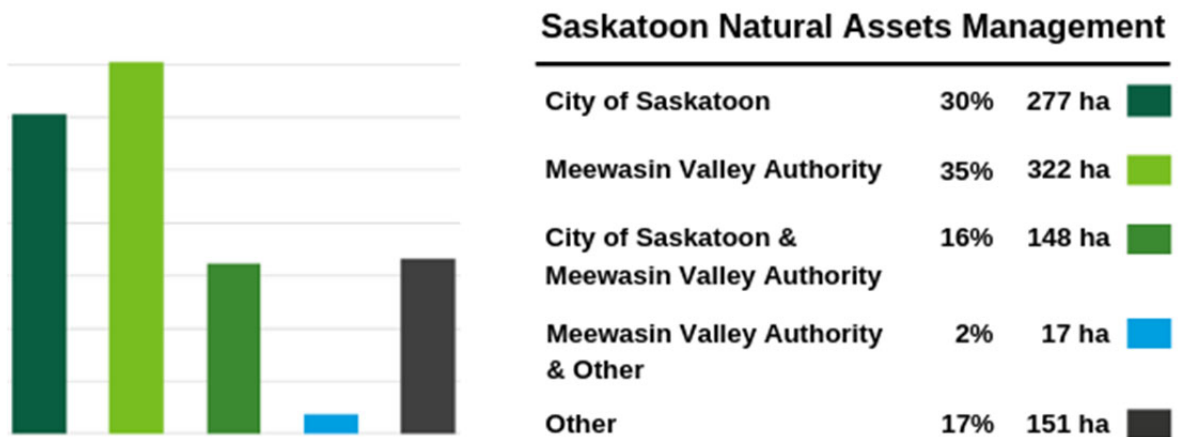 Saskatoon Natural Assets Management
City of Saskatoon 30% 277 ha
Meewasin Valley Authority 35% 322 ha
City of Saskatoon & 16% 148 ha
Meewasin Valley Authority
Meewasin Valley Authority 2% 17 ha
& Other
Other 17% 151 ha